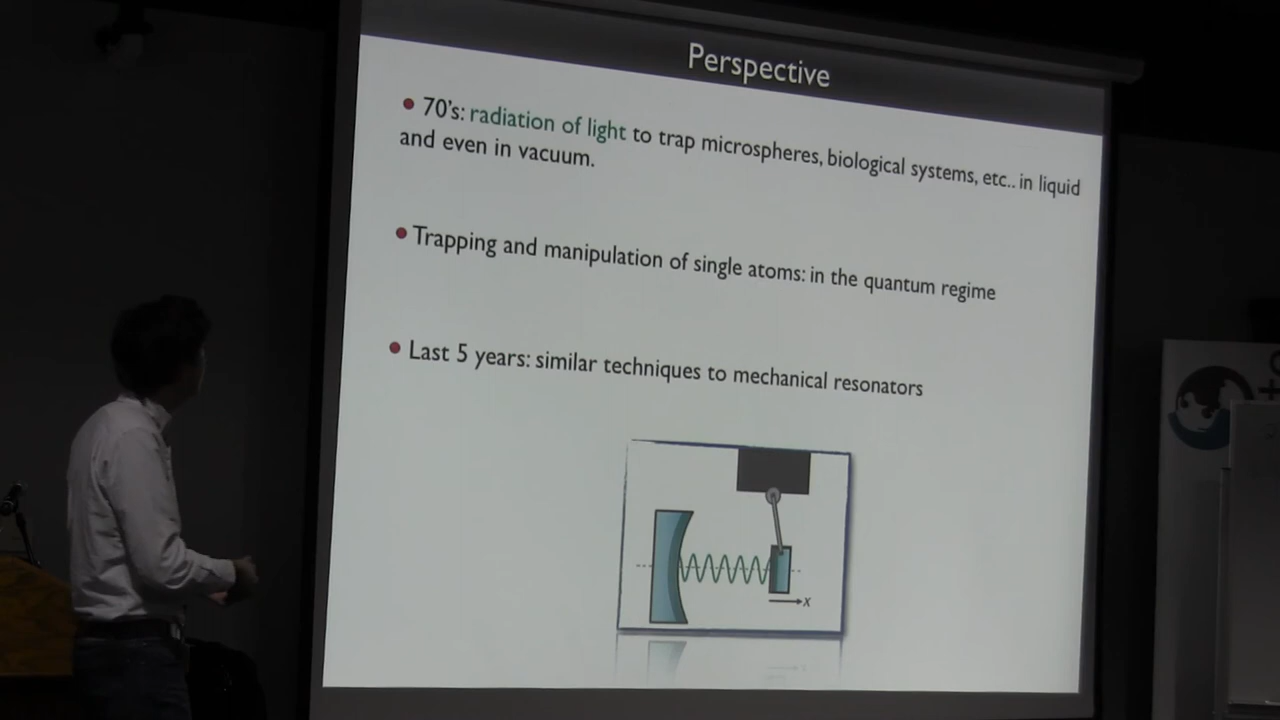 Perspective
70's: radiation of light to trap microspheres, biological systems, etc.. in liquid
and even in vacuum.
Trapping and manipulation of single atoms: in the quantum regime
Last 5 years: similar techniques to mechanical resonators
x